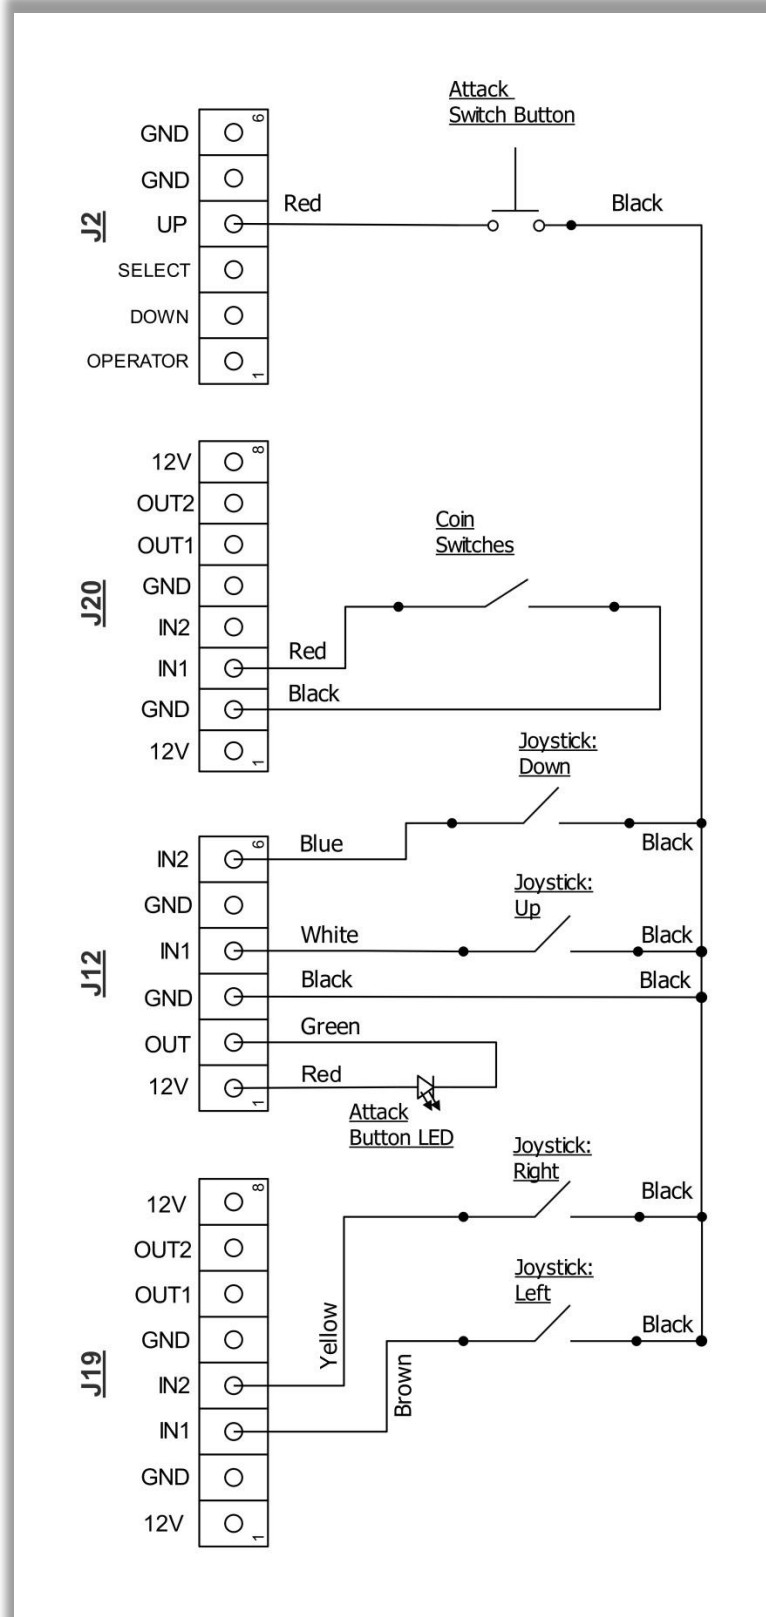 Attack
Switch Button
J2
GND
6
GND
UP
Red
Black
SELECT
DOWN
OPERATOR
1
J20
12V
8
OUT2
OUT1
Coin
Switches
GND
IN2
IN1
Red
GND
Black
12V
1
Joystick:
Down
J12
IN2
6
Blue
Black
GND
Joystick:
Up
IN1
White
Black
GND
Black
Black
OUT
Green
12V
1
Red
Attack
Button LED
Joystick:
Right
J19
12V
8
Black
OUT2
OUT1
Joystick:
Left
GND
Black
IN2
Yellow
IN1
Brown
GND
12V
1